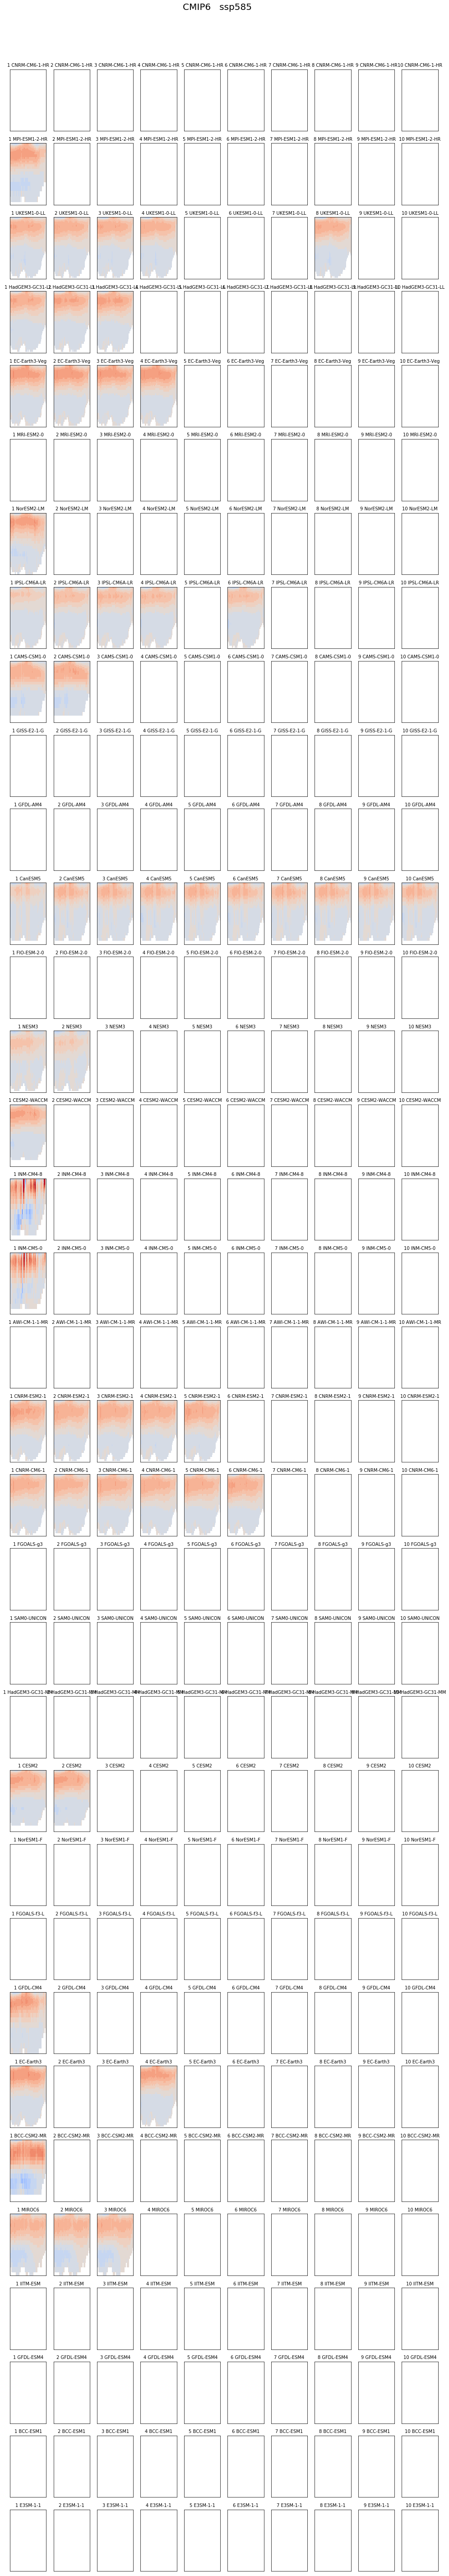 CMIP6 ssp585
1 CNRM-CM6-1-HR 2 CNRM-CM6-1-HR 3 CNRM-CM6-1-HR 4 CNRM-CM6-1-HR 5 CNRM-CM6-1-HR 6 CNRM-CM6-1-HR 7 CNRM-CM6-1-HR 8 CNRM-CM6-1-HR 9 CNRM-CM6-1-HR 10 CNRM-CM6-1-HR
1 MPI-ESM1-2-HR 2 MPI-ESM1-2-HR 3 MPI-ESM1-2-HR 4 MPI-ESM1-2-HR 5 MPI-ESM1-2-HR 6 MPI-ESM1-2-HR 7 MPI-ESM1-2-HR 8 MPI-ESM1-2-HR 9 MPI-ESM1-2-HR 10 MPI-ESM1-2-HR
1 UKESM1-0-LL 2 UKESM1-0-LL 3 UKESM1-0-LL 4 UKESM1-0-LL 5 UKESM1-0-LL 6 UKESM1-0-LL 7 UKESM1-0-LL 8 UKESM1-0-LL 9 UKESM1-0-LL 10 UKESM1-0-LL
1 HadGEM3-GC31-LL 2 HadGEM3-GC31-LL 3 HadGEM3-GC31-LL 4 HadGEM3-GC31-LL 5 HadGEM3-GC31-LL 6 HadGEM3-GC31-LL 7 HadGEM3-GC31-LL 8 HadGEM3-GC31-LL 9 HadGEM3-GC31-LL 10 HadGEM3-GC31-LL
1 EC-Earth3-Veg 2 EC-Earth3-Veg 3 EC-Earth3-Veg 4 EC-Earth3-Veg 5 EC-Earth3-Veg 6 EC-Earth3-Veg 7 EC-Earth3-Veg 8 EC-Earth3-Veg 9 EC-Earth3-Veg 10 EC-Earth3-Veg
1 MRI-ESM2-0 2 MRI-ESM2-0 3 MRI-ESM2-0 4 MRI-ESM2-0 5 MRI-ESM2-0 6 MRI-ESM2-0 7 MRI-ESM2-0 8 MRI-ESM2-0 9 MRI-ESM2-0 10 MRI-ESM2-0
1 NorESM2-LM 2 NorESM2-LM 3 NorESM2-LM 4 NorESM2-LM 5 NorESM2-LM 6 NorESM2-LM 7 NorESM2-LM 8 NorESM2-LM 9 NorESM2-LM 10 NorESM2-LM
1 IPSL-CM6A-LR 2 IPSL-CM6A-LR 3 IPSL-CM6A-LR 4 IPSL-CM6A-LR 5 IPSL-CM6A-LR 6 IPSL-CM6A-LR 7 IPSL-CM6A-LR 8 IPSL-CM6A-LR 9 IPSL-CM6A-LR 10 IPSL-CM6A-LR
1 CAMS-CSM1-0 2 CAMS-CSM1-0 3 CAMS-CSM1-0 4 CAMS-CSM1-0 5 CAMS-CSM1-0 6 CAMS-CSM1-0 7 CAMS-CSM1-0 8 CAMS-CSM1-0 9 CAMS-CSM1-0 10 CAMS-CSM1-0
1 GISS-E2-1-G 2 GISS-E2-1-G 3 GISS-E2-1-G 4 GISS-E2-1-G 5 GISS-E2-1-G 6 GISS-E2-1-G 7 GISS-E2-1-G 8 GISS-E2-1-G 9 GISS-E2-1-G 10 GISS-E2-1-G
1 GFDL-AM4 2 GFDL-AM4 3 GFDL-AM4 4 GFDL-AM4 5 GFDL-AM4 6 GFDL-AM4 7 GFDL-AM4 8 GFDL-AM4 9 GFDL-AM4 10 GFDL-AM4
1 CanESM5 2 CanESM5 3 CanESM5 4 CanESM5 5 CanESM5 6 CanESM5 7 CanESM5 8 CanESM5 9 CanESM5 10 CanESM5
1 FIO-ESM-2-0 2 FIO-ESM-2-0 3 FIO-ESM-2-0 4 FIO-ESM-2-0 5 FIO-ESM-2-0 6 FIO-ESM-2-0 7 FIO-ESM-2-0 8 FIO-ESM-2-0 9 FIO-ESM-2-0 10 FIO-ESM-2-0
1 NESM3 2 NESM3 3 NESM3 4 NESM3 5 NESM3 6 NESM3 7 NESM3 8 NESM3 9 NESM3 10 NESM3
1 CESM2-WACCM 2 CESM2-WACCM 3 CESM2-WACCM 4 CESM2-WACCM 5 CESM2-WACCM 6 CESM2-WACCM 7 CESM2-WACCM 8 CESM2-WACCM 9 CESM2-WACCM 10 CESM2-WACCM
1 INM-CM4-8 2 INM-CM4-8 3 INM-CM4-8 4 INM-CM4-8 5 INM-CM4-8 6 INM-CM4-8 7 INM-CM4-8 8 INM-CM4-8 9 INM-CM4-8 10 INM-CM4-8
1 INM-CM5-0 2 INM-CM5-0 3 INM-CM5-0 4 INM-CM5-0 5 INM-CM5-0 6 INM-CM5-0 7 INM-CM5-0 8 INM-CM5-0 9 INM-CM5-0 10 INM-CM5-0
1 AWI-CM-1-1-MR 2 AWI-CM-1-1-MR 3 AWI-CM-1-1-MR 4 AWI-CM-1-1-MR 5 AWI-CM-1-1-MR 6 AWI-CM-1-1-MR 7 AWI-CM-1-1-MR 8 AWI-CM-1-1-MR 9 AWI-CM-1-1-MR 10 AWI-CM-1-1-MR
1 CNRM-ESM2-1 2 CNRM-ESM2-1 3 CNRM-ESM2-1 4 CNRM-ESM2-1 5 CNRM-ESM2-1 6 CNRM-ESM2-1 7 CNRM-ESM2-1 8 CNRM-ESM2-1 9 CNRM-ESM2-1 10 CNRM-ESM2-1
1 CNRM-CM6-1 2 CNRM-CM6-1 3 CNRM-CM6-1 4 CNRM-CM6-1 5 CNRM-CM6-1 6 CNRM-CM6-1 7 CNRM-CM6-1 8 CNRM-CM6-1 9 CNRM-CM6-1 10 CNRM-CM6-1
1 FGOALS-g3 2 FGOALS-g3 3 FGOALS-g3 4 FGOALS-g3 5 FGOALS-g3 6 FGOALS-g3 7 FGOALS-g3 8 FGOALS-g3 9 FGOALS-g3 10 FGOALS-g3
1 SAM0-UNICON 2 SAM0-UNICON 3 SAM0-UNICON 4 SAM0-UNICON 5 SAM0-UNICON 6 SAM0-UNICON 7 SAM0-UNICON 8 SAM0-UNICON 9 SAM0-UNICON 10 SAM0-UNICON
1 HadGEM3-GC31-MM 2 HadGEM3-GC31-MM 3 HadGEM3-GC31-MM 4 HadGEM3-GC31-MM 5 HadGEM3-GC31-MM 6 HadGEM3-GC31-MM 7 HadGEM3-GC31-MM 8 HadGEM3-GC31-MM 9 HadGEM3-GC31-MM 10 HadGEM3-GC31-MM
1 CESM2 2 CESM2 3 CESM2 4 CESM2 5 CESM2 6 CESM2 7 CESM2 8 CESM2 9 CESM2 10 CESM2
1 NorESM1-F 2 NorESM1-F 3 NorESM1-F 4 NorESM1-F 5 NorESM1-F 6 NorESM1-F 7 NorESM1-F 8 NorESM1-F 9 NorESM1-F 10 NorESM1-F
1 FGOALS-f3-L 2 FGOALS-f3-L 3 FGOALS-f3-L 4 FGOALS-f3-L 5 FGOALS-f3-L 6 FGOALS-f3-L 7 FGOALS-f3-L 8 FGOALS-f3-L 9 FGOALS-f3-L 10 FGOALS-f3-L
1 GFDL-CM4 2 GFDL-CM4 3 GFDL-CM4 4 GFDL-CM4 5 GFDL-CM4 6 GFDL-CM4 7 GFDL-CM4 8 GFDL-CM4 9 GFDL-CM4 10 GFDL-CM4
1 EC-Earth3 2 EC-Earth3 3 EC-Earth3 4 EC-Earth3 5 EC-Earth3 6 EC-Earth3 7 EC-Earth3 8 EC-Earth3 9 EC-Earth3 10 EC-Earth3
1 BCC-CSM2-MR 2 BCC-CSM2-MR 3 BCC-CSM2-MR 4 BCC-CSM2-MR 5 BCC-CSM2-MR 6 BCC-CSM2-MR 7 BCC-CSM2-MR 8 BCC-CSM2-MR 9 BCC-CSM2-MR 10 BCC-CSM2-MR
1 MIROC6 2 MIROC6 3 MIROC6 4 MIROC6 5 MIROC6 6 MIROC6 7 MIROC6 8 MIROC6 9 MIROC6 10 MIROC6
1 IITM-ESM 2 IITM-ESM 3 IITM-ESM 4 IITM-ESM 5 IITM-ESM 6 IITM-ESM 7 IITM-ESM 8 IITM-ESM 9 IITM-ESM 10 IITM-ESM
1 GFDL-ESM4 2 GFDL-ESM4 3 GFDL-ESM4 4 GFDL-ESM4 5 GFDL-ESM4 6 GFDL-ESM4 7 GFDL-ESM4 8 GFDL-ESM4 9 GFDL-ESM4 10 GFDL-ESM4
1 BCC-ESM1 2 BCC-ESM1 3 BCC-ESM1 4 BCC-ESM1 5 BCC-ESM1 6 BCC-ESM1 7 BCC-ESM1 8 BCC-ESM1 9 BCC-ESM1 10 BCC-ESM1
1 E3SM-1-1 2 E3SM-1-1 3 E3SM-1-1 4 E3SM-1-1 5 E3SM-1-1 6 E3SM-1-1 7 E3SM-1-1 8 E3SM-1-1 9 E3SM-1-1 10 E3SM-1-1